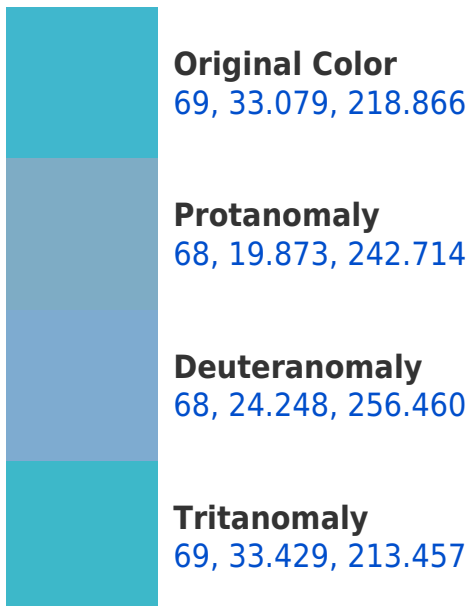 Original Color
69, 33.079, 218.866
Protanomaly
68, 19.873, 242.714
Deuteranomaly
68, 24.248, 256.460
Tritanomaly
69, 33.429, 213.457